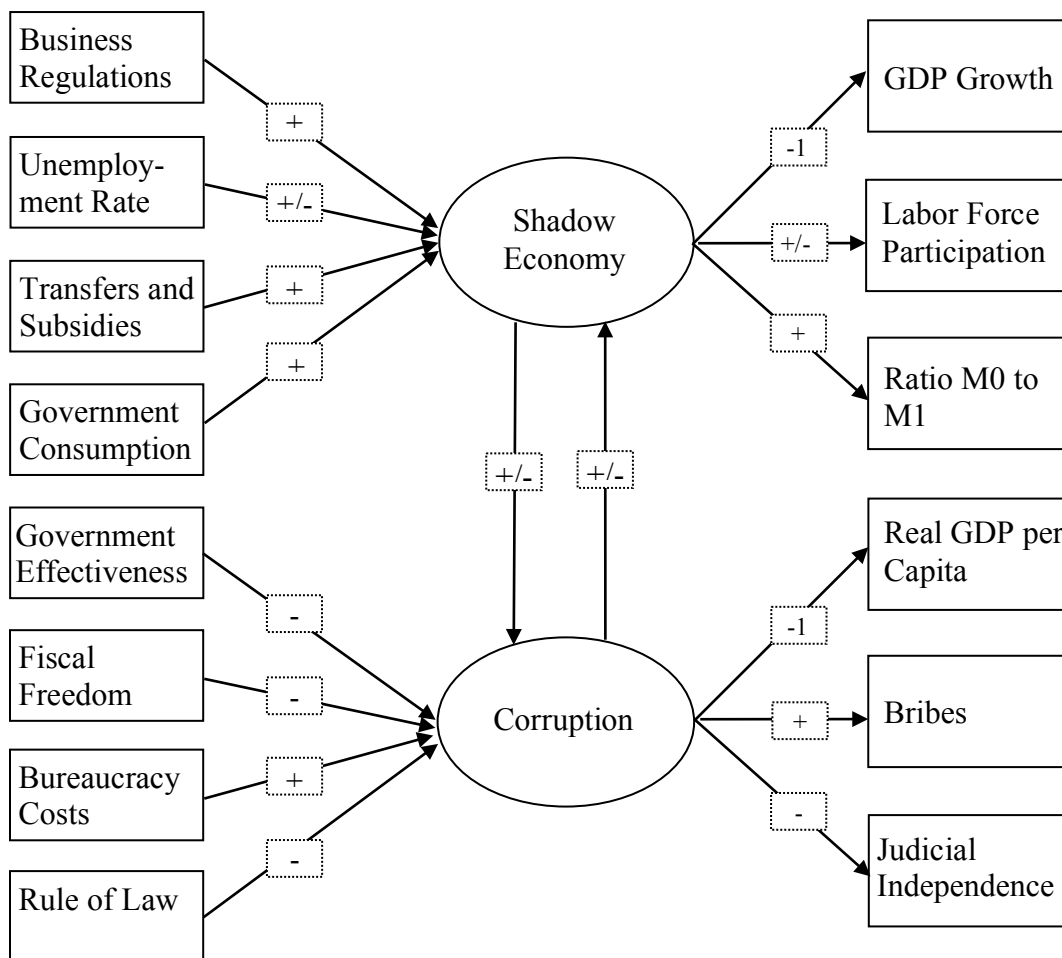 Business
Regulations
+
Unemploy-
ment Rate
+/-
Transfers and
Subsidies
+
Government
Consumption
+
Shadow
Economy
-1
GDP Growth
+/-
Labor Force
Participation
+
Ratio M0 to
M1
+/-
+/-
Government
Effectiveness
-
Fiscal
Freedom
-
Bureaucracy
Costs
+
Rule of Law
-
Corruption
-1
Real GDP per
Capita
+
Bribes
-
Judicial
Independence